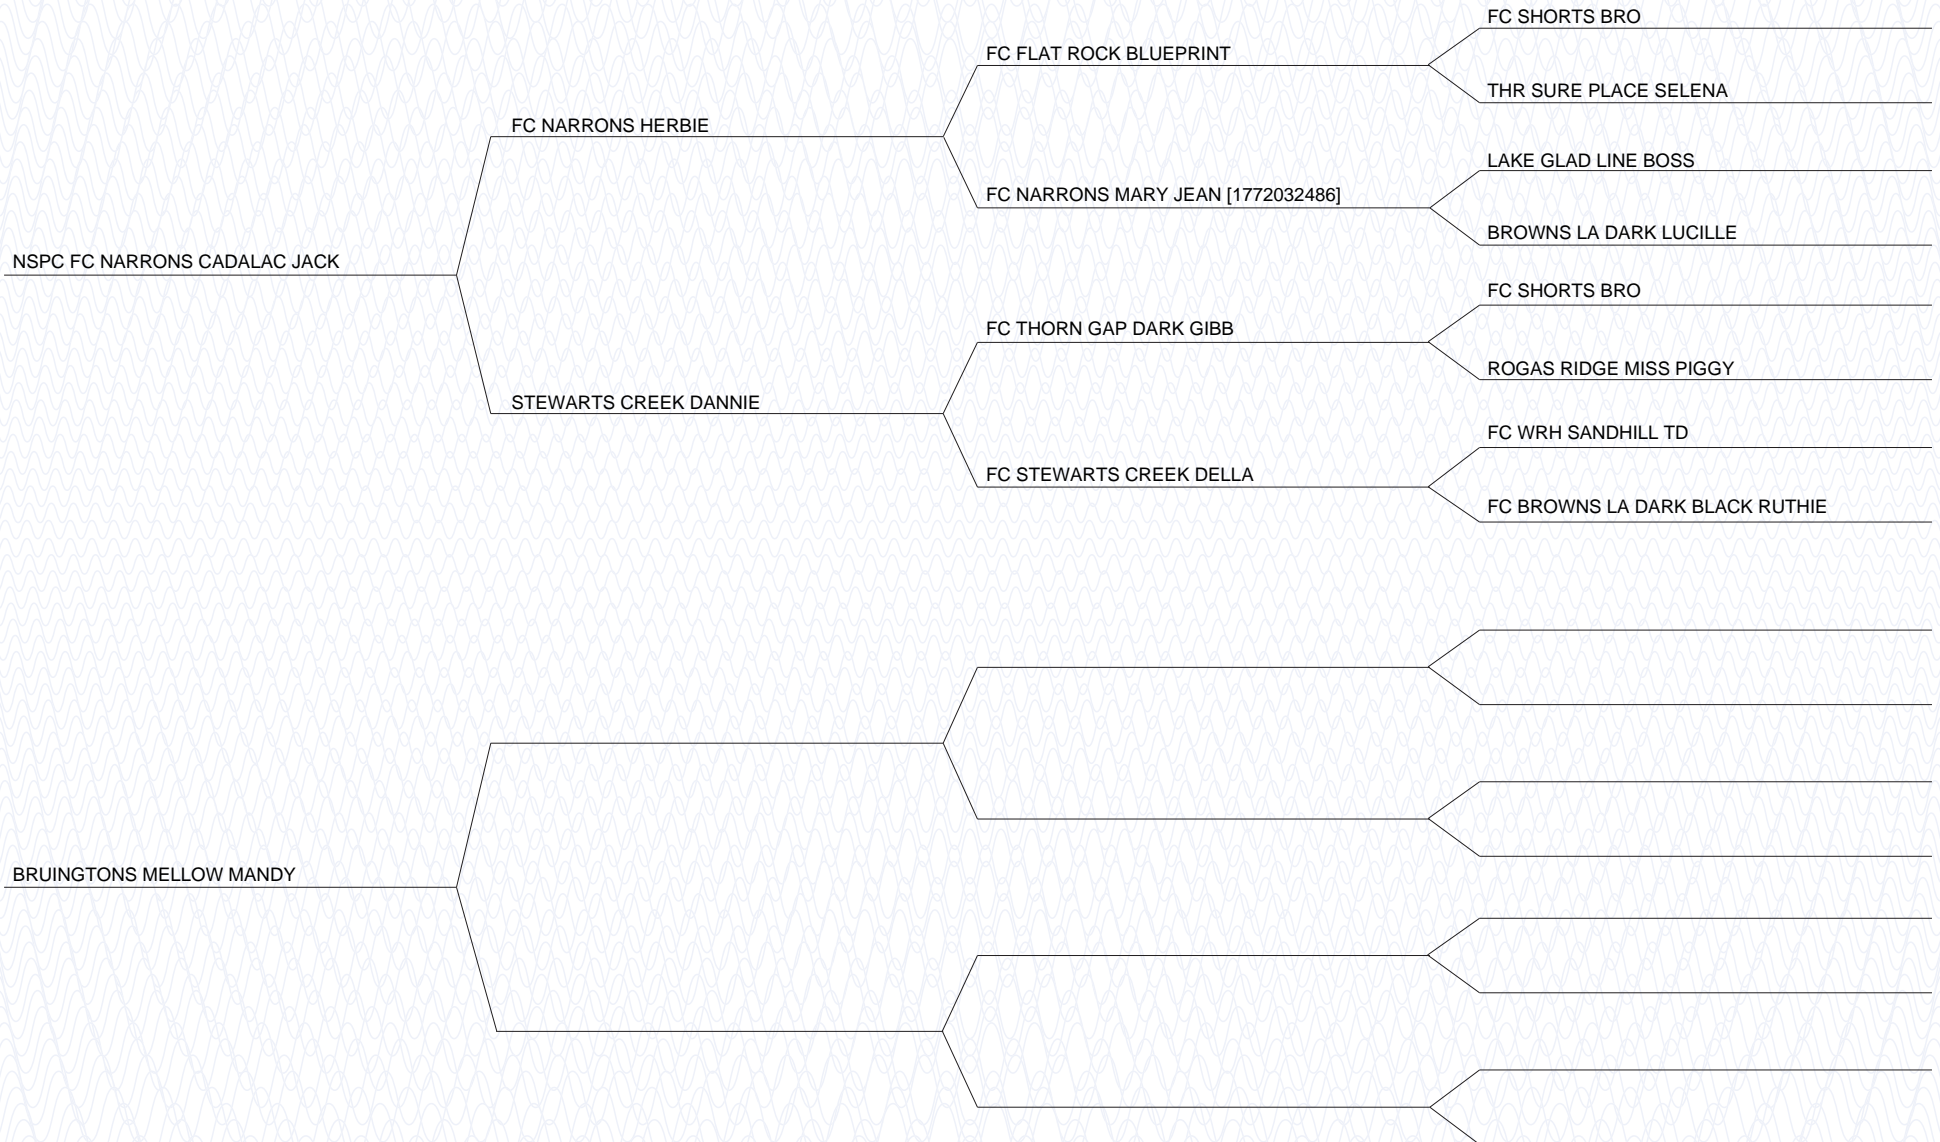 FC SHORTS BRO
FC FLAT ROCK BLUEPRINT
THR SURE PLACE SELENA
FC NARRONS HERBIE
LAKE GLAD LINE BOSS
FC NARRONS MARY JEAN [1772032486]
BROWNS LA DARK LUCILLE
NSPC FC NARRONS CADALAC JACK
FC SHORTS BRO
FC THORN GAP DARK GIBB
ROGAS RIDGE MISS PIGGY
STEWARTS CREEK DANNIE
FC WRH SANDHILL TD
FC STEWARTS CREEK DELLA
FC BROWNS LA DARK BLACK RUTHIE
BRUINGTONS MELLOW MANDY